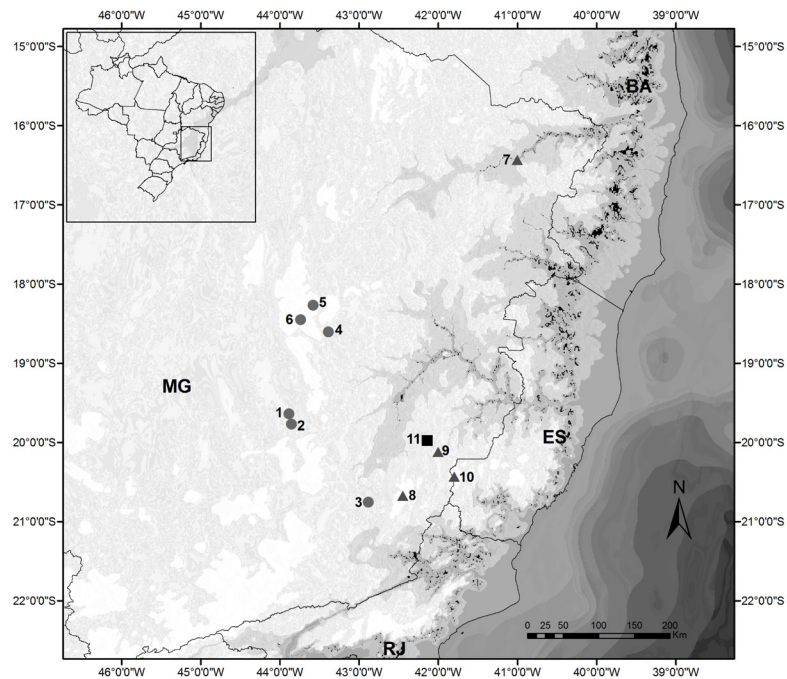 46°0'0"W 45°0'0"W 44°0'0"W 43°0'0"W 42°0'0"W 41°0'0"W 40°0'0"W 39°0'0"W
15°0'0"S 15°0'0"S
BA
16°0'0"S 16°0'0"S
7
17°0'0"S 17°0'0"S
18°0'0"S 18°0'0"S
5
6
4
19°0'0"S 19°0'0"S
MG
1
2
20°0'0"S 20°0'0"S
11
ES
9
10
8
3
N
21°0'0"S 21°0'0"S
22°0'0"S 22°0'0"S
0 25 50 100 150 200
Km
RJ
46°0'0"W 45°0'0"W 44°0'0"W 43°0'0"W 42°0'0"W 41°0'0"W 40°0'0"W 39°0'0"W